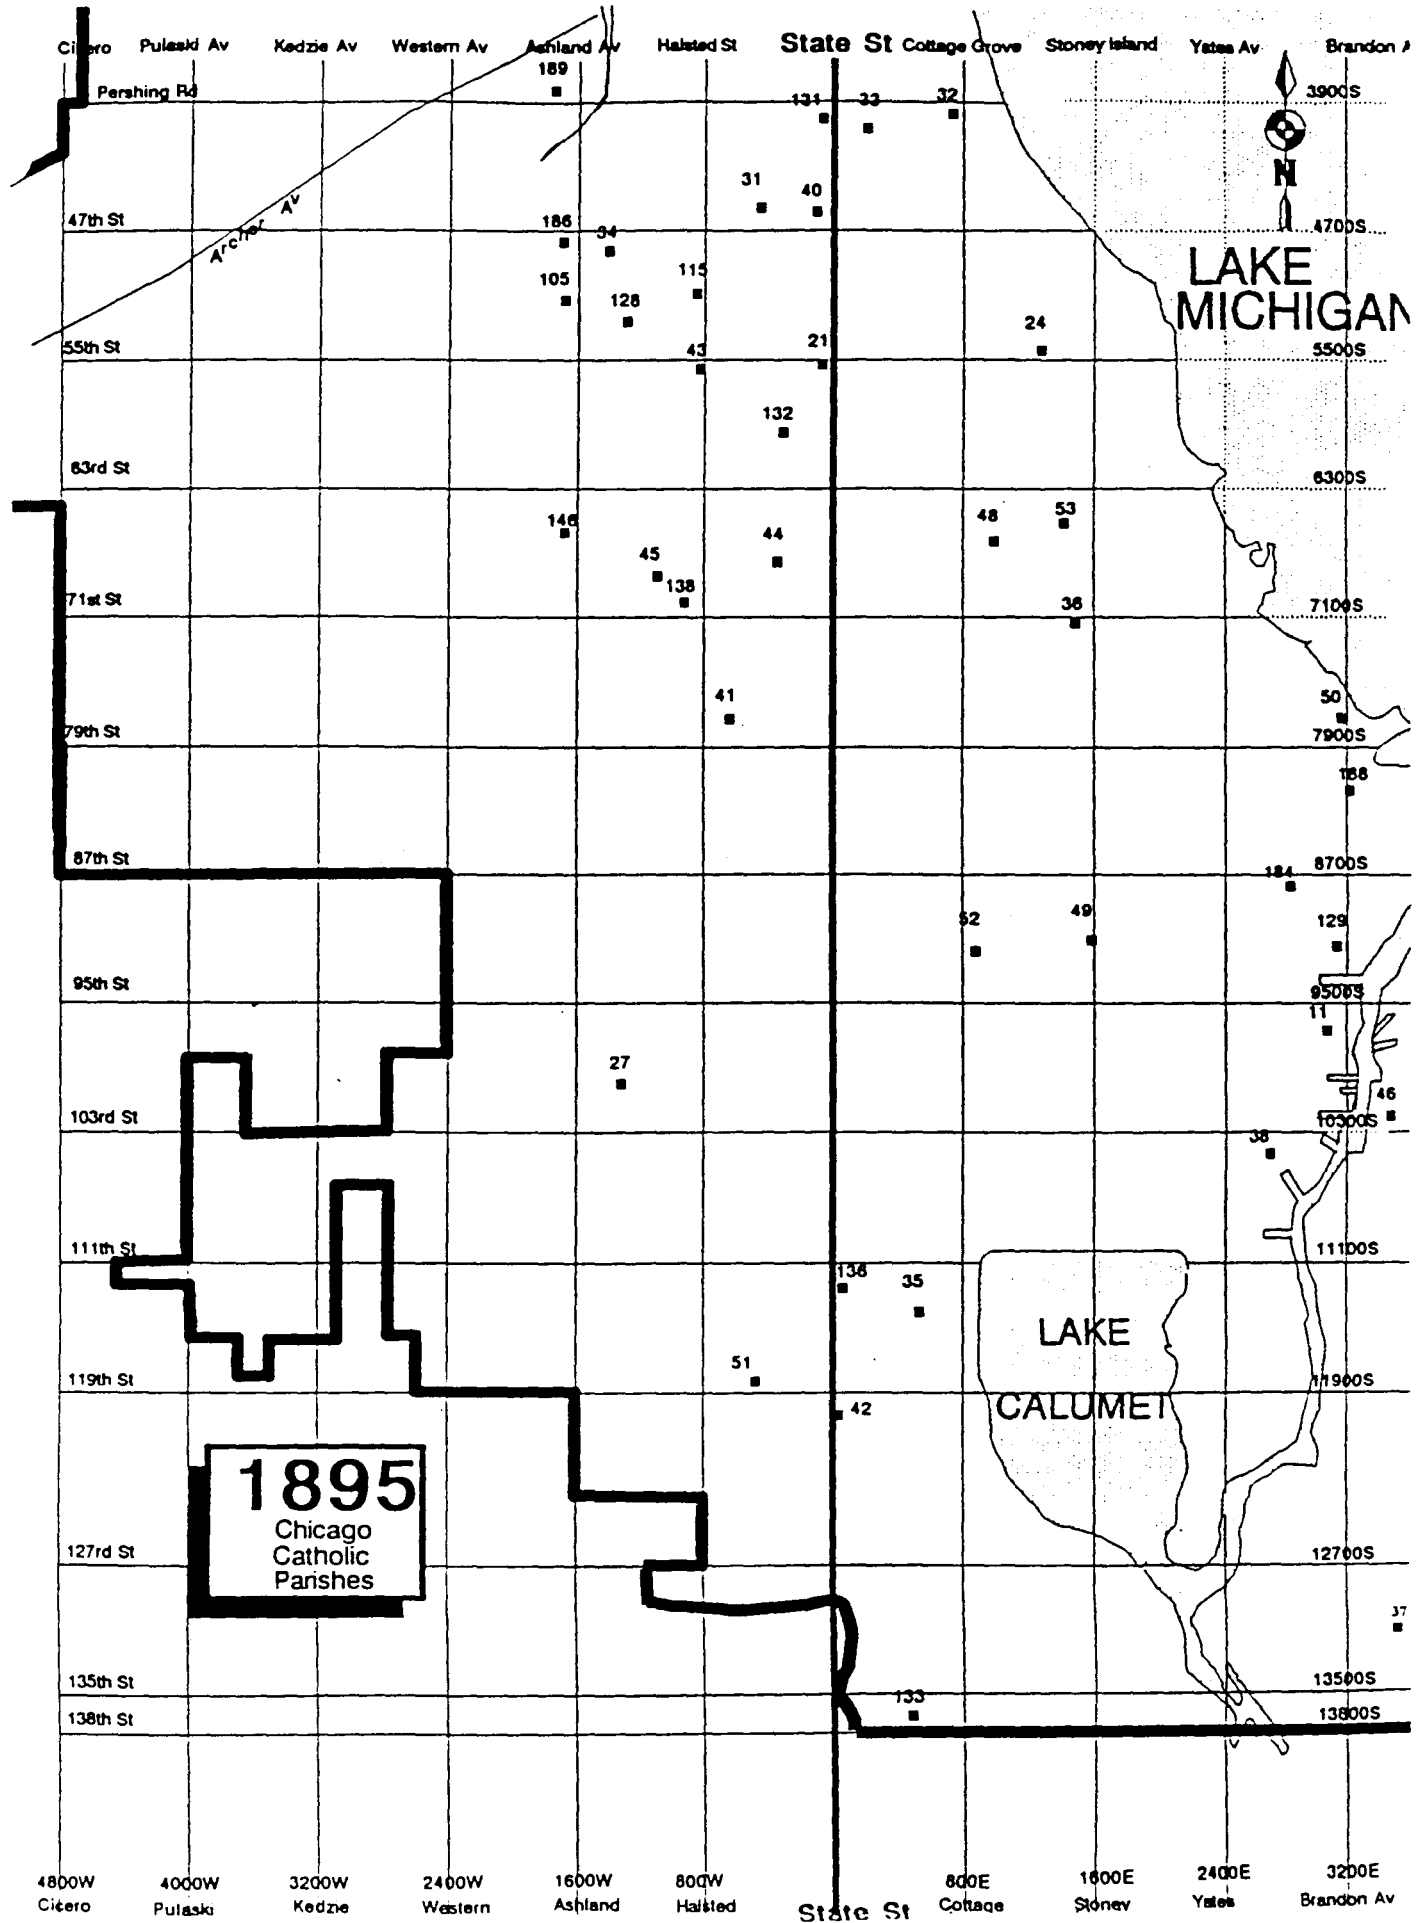 Cicero Pulaski Av Kedzie Av Western Av Ashland Av Halsted St State St Cottage Grove Stoney Island Yates Av Brandon A
189
Pershing Rd 3900S
131 33 32
N
31 40
47th St 4700S
186 34
Archer Av
LAKE
MICHIGAN
105 128 115
24
55th St 5500S
43 21
132
63rd St 6300S
146 44 48 53
45
138
71st St 7100S
36
41 50
79th St 7900S
188
87th St 8700S
184
52 49 129
95th St 9500S
11
27
46
103rd St 10300S
38
111th St 11100S
136 35
LAKE
51
119th St 11900S
42
CALUMET
1895
Chicago
Catholic
Parishes
127rd St 12700S
37
135th St 13500S
133
138th St 13800S
4800W 4000W 3200W 2400W 1600W 800W 800E 1600E 2400E 3200E
Cicero Pulaski Kedzie Western Ashland Halsted State St Cottage Stoney Yates Brandon Av